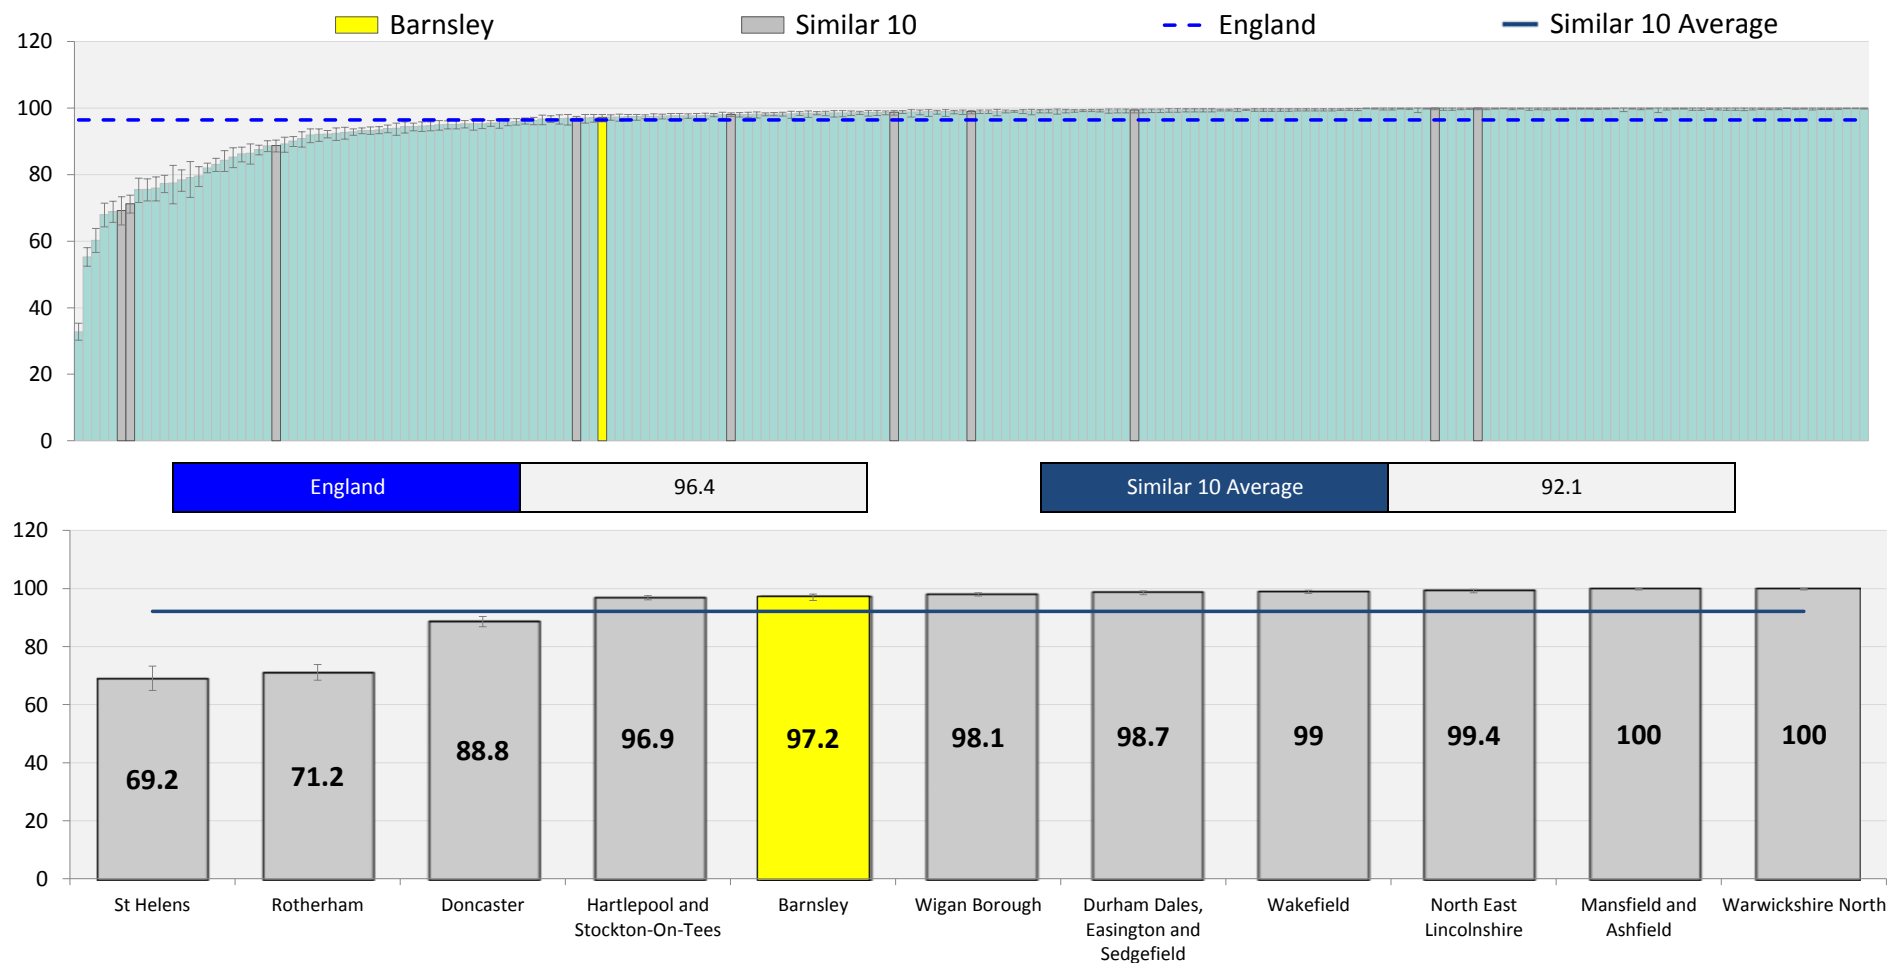 Barnsley
Similar 10
England
Similar 10 Average
120
100
80
60
40
20
0
England
96.4
Similar 10 Average
92.1
120
100
80
60
40
20
0
69.2
71.2
88.8
96.9
97.2
98.1
98.7
99
99.4
100
100
St Helens
Rotherham
Doncaster
Hartlepool and
Stockton-On-Tees
Barnsley
Wigan Borough
Durham Dales,
Easington and
Sedgefield
Wakefield
North East
Lincolnshire
Mansfield and
Ashfield
Warwickshire North